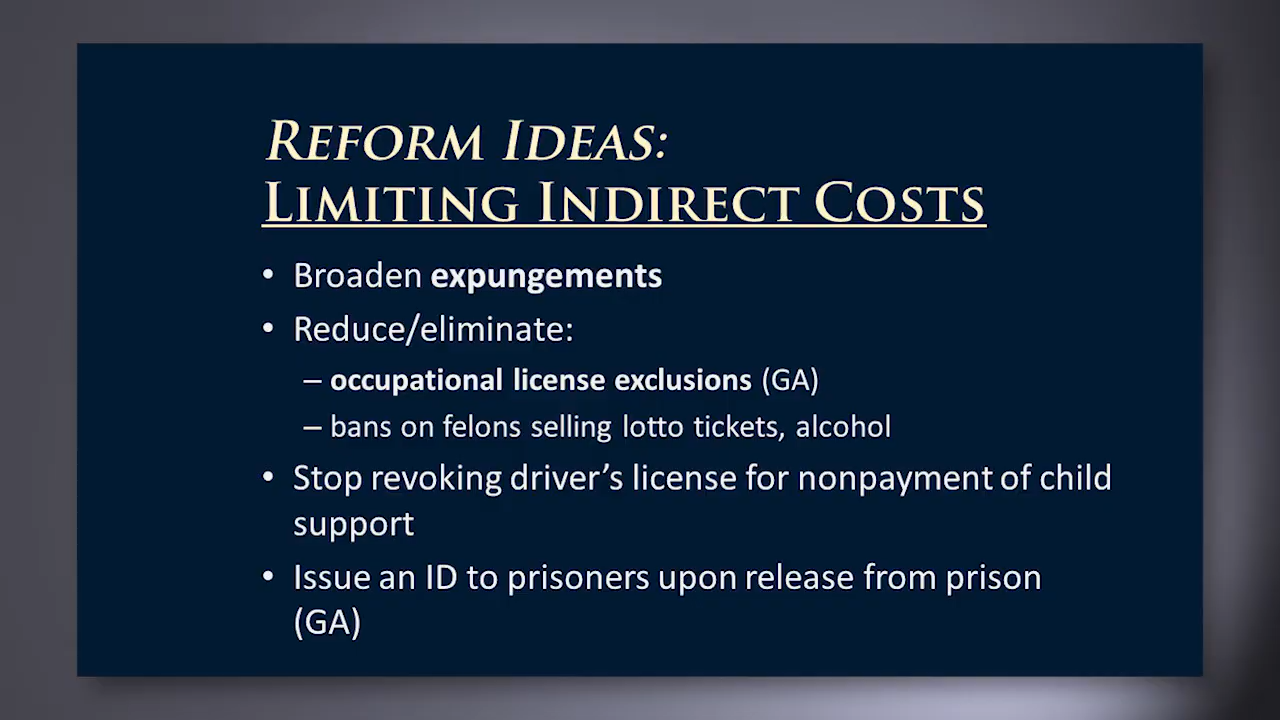 Reform Ideas:
Limiting Indirect Costs
• Broaden expungements
• Reduce/eliminate:
– occupational license exclusions (GA)
– bans on felons selling lotto tickets, alcohol
• Stop revoking driver’s license for nonpayment of child
support
• Issue an ID to prisoners upon release from prison
(GA)